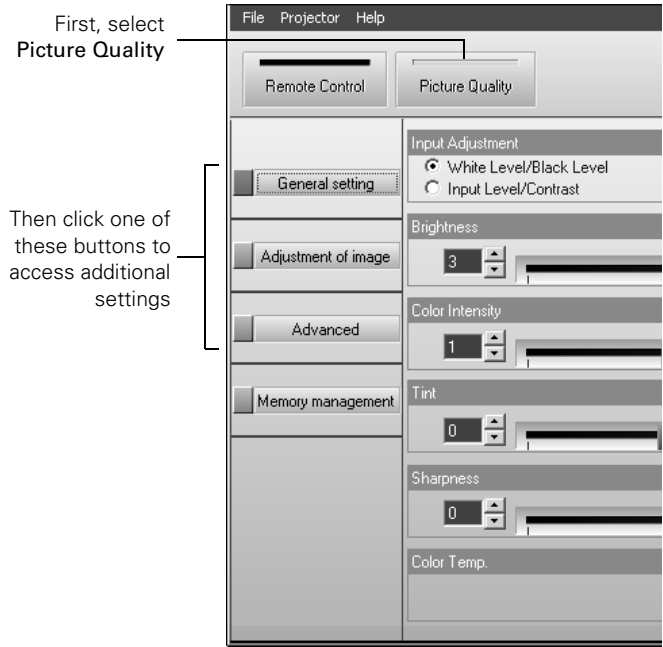 First, select
Picture Quality
File Projector Help
Remote Control
Picture Quality
Then click one of
these buttons to
access additional
settings
General setting
Adjustment of image
Advanced
Memory management
Input Adjustment
White Level/Black Level
Input Level/Contrast
Brightness
3
Color Intensity
1
Tint
0
Sharpness
0
Color Temp.